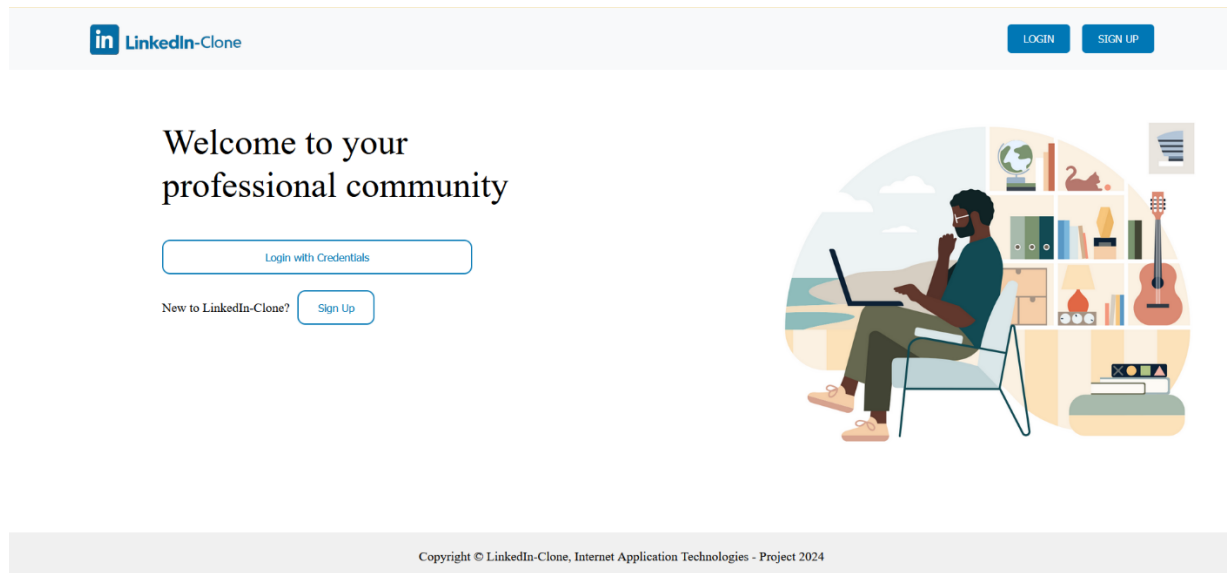 in LinkedIn-Clone
LOGIN
SIGN UP
Welcome to your
professional community
Login with Credentials
New to LinkedIn-Clone?
Sign Up
Copyright © LinkedIn-Clone, Internet Application Technologies - Project 2024